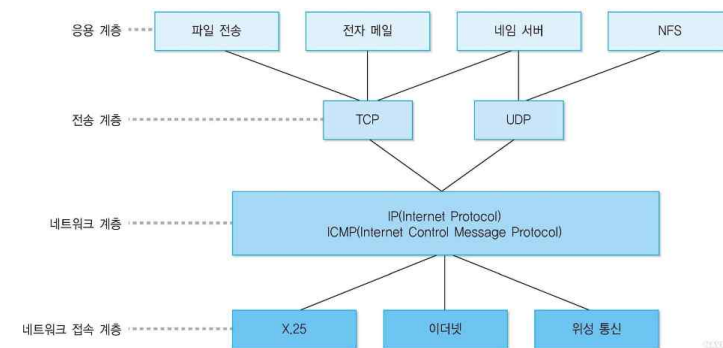 응용 계층
파일 전송
전자 메일
네임 서버
NFS
전송 계층
TCP
UDP
네트워크 계층
IP(Internet Protocol)
ICMP(Internet Control Message Protocol)
네트워크 접속 계층
X.25
이더넷
위성 통신